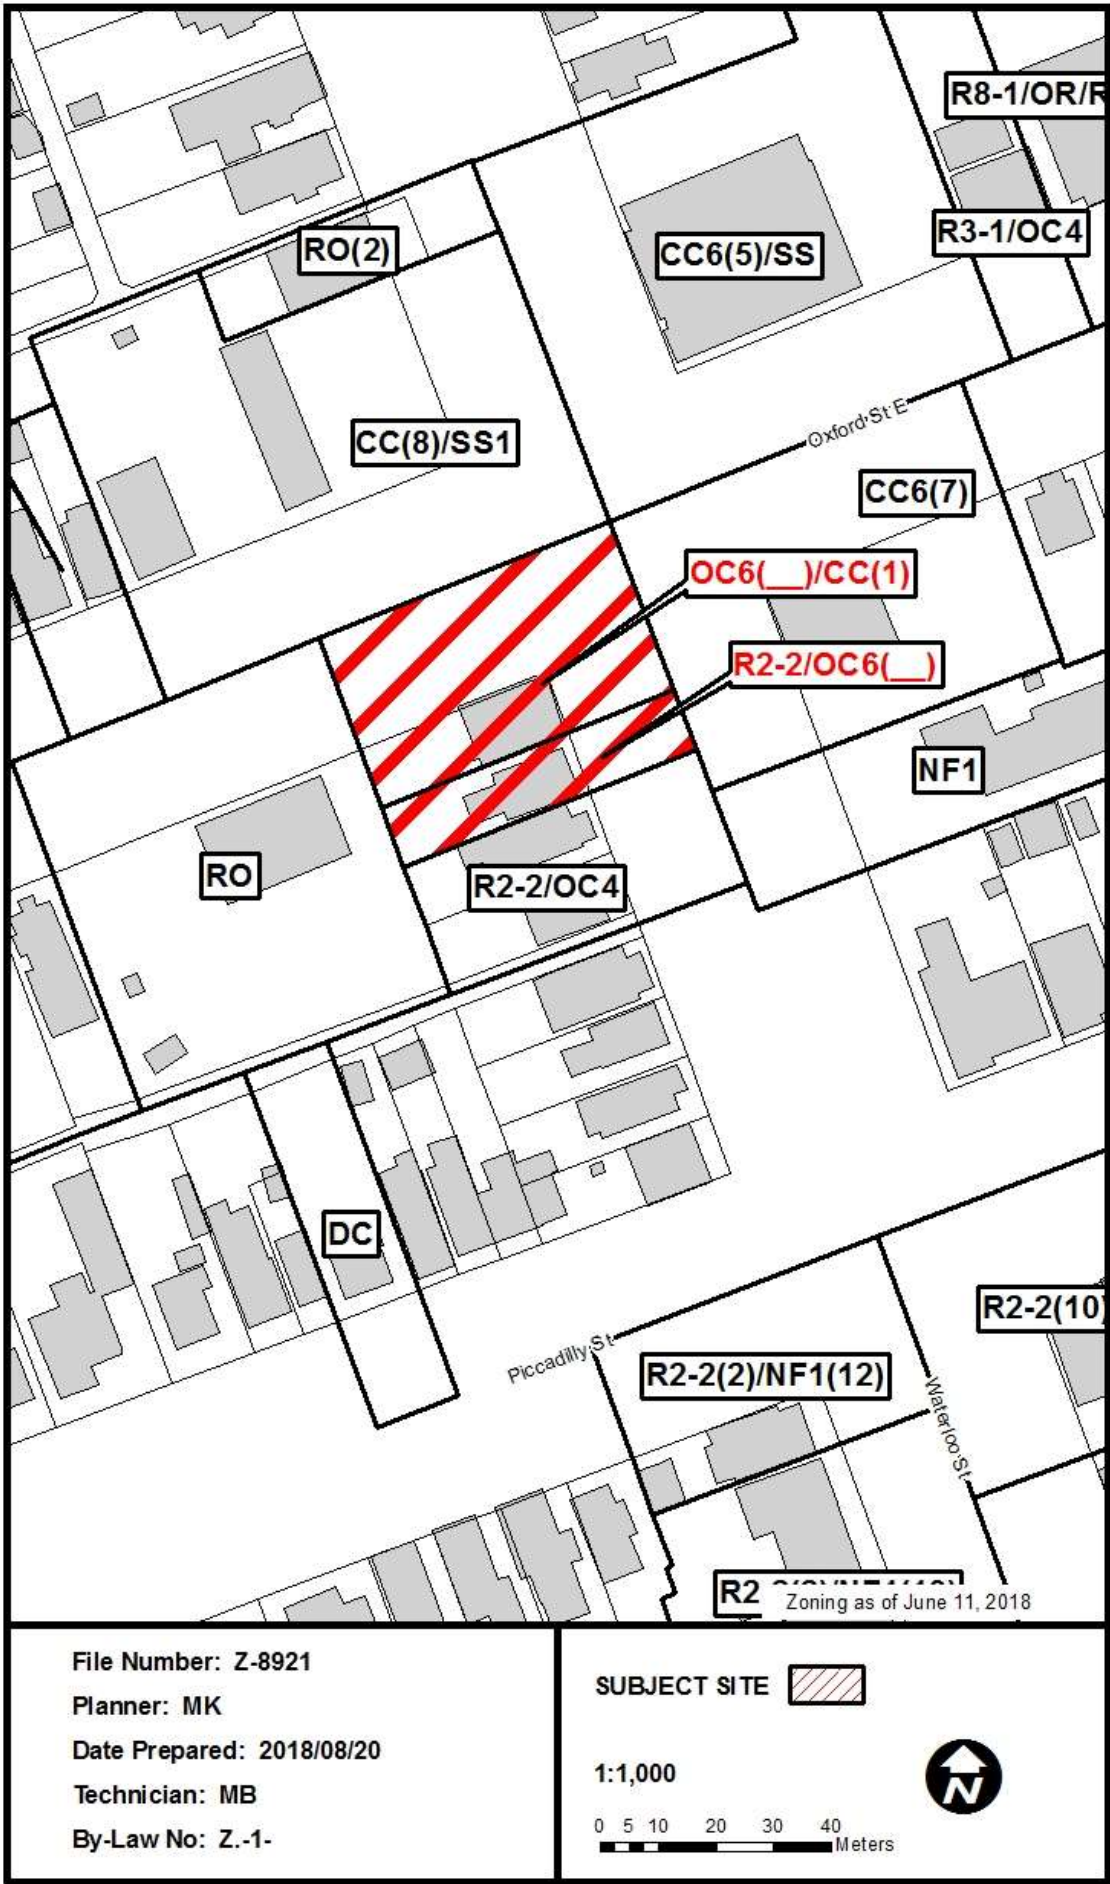 R8-1/OR/R
R3-1/OC4
RO(2)
CC6(5)/SS
CC(8)/SS1
Oxford St E
CC6(7)
OC6(__)/CC(1)
R2-2/OC6(__)
NF1
RO
R2-2/OC4
DC
R2-2(10)
Piccadilly St
R2-2(2)/NF1(12)
Waterloo St
R2
Zoning as of June 11, 2018
File Number: Z-8921
Planner: MK
Date Prepared: 2018/08/20
Technician: MB
By-Law No: Z.-1-
SUBJECT SITE
1:1,000
N
0 5 10 20 30 40
Meters